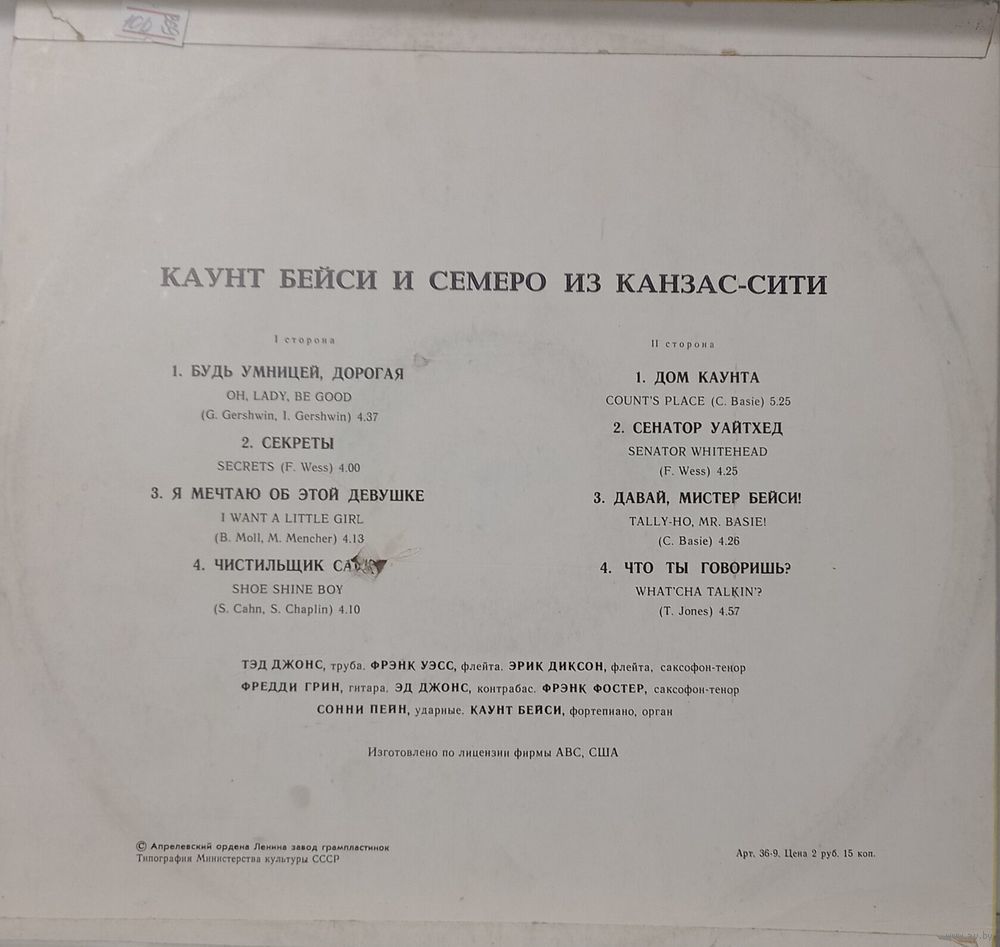 КАУНТ БЕЙСИ И СЕМЕРО ИЗ КАНЗАС-СИТИ
I сторона
1. БУДЬ УМНИЦЕЙ, ДОРОГАЯ
OH, LADY, BE GOOD
(G. Gershwin, I. Gershwin) 4.37
2. СЕКРЕТЫ
SECRETS (F. Wess) 4.00
3. Я МЕЧТАЮ ОБ ЭТОЙ ДЕВУШКЕ
I WANT A LITTLE GIRL
(B. Moll, M. Mencher) 4.13
4. ЧИСТИЛЬЩИК
SHOE SHINE BOY
(S. Cahn, S. Chaplin) 4.10
II сторона
1. ДОМ КАУНТА
COUNT'S PLACE (C. Basie) 5.25
2. СЕНАТОР УАЙТХЕД
SENATOR WHITEHEAD
(F. Wess) 4.25
3. ДАВАЙ, МИСТЕР БЕЙСИ!
TALLY-HO, MR. BASIE!
(C. Basie) 4.26
4. ЧТО ТЫ ГОВОРИШЬ?
WHAT'CHA TALKIN'?
(T. Jones) 4.57
ТЭД ДЖОНС, труба. ФРЭНК УЭСС, флейта. ЭРИК ДИКСОН, флейта, саксофон-тенор
ФРЕДДИ ГРИН, гитара. ЭД ДЖОНС, контрабас. ФРЭНК ФОСТЕР, саксофон-тенор
СОННИ ПЕЙН, ударные. КАУНТ БЕЙСИ, фортепиано, орган
Изготовлено по лицензии фирмы ABC, США
© Апрелевский ордена Ленина завод грампластинок
Типография Министерства культуры СССР
Арт. 36-9. Цена 2 руб. 15 коп.
www.ay.by